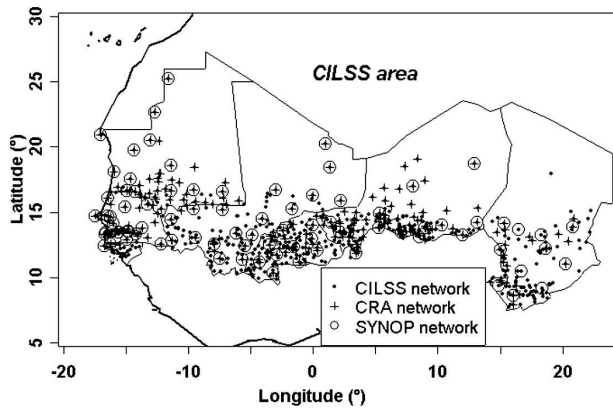 CILSS area
Latitude (°)
30
25
20
15
10
5
CILSS network
CRA network
SYNOP network
-20 -10 0 10 20
Longitude (°)